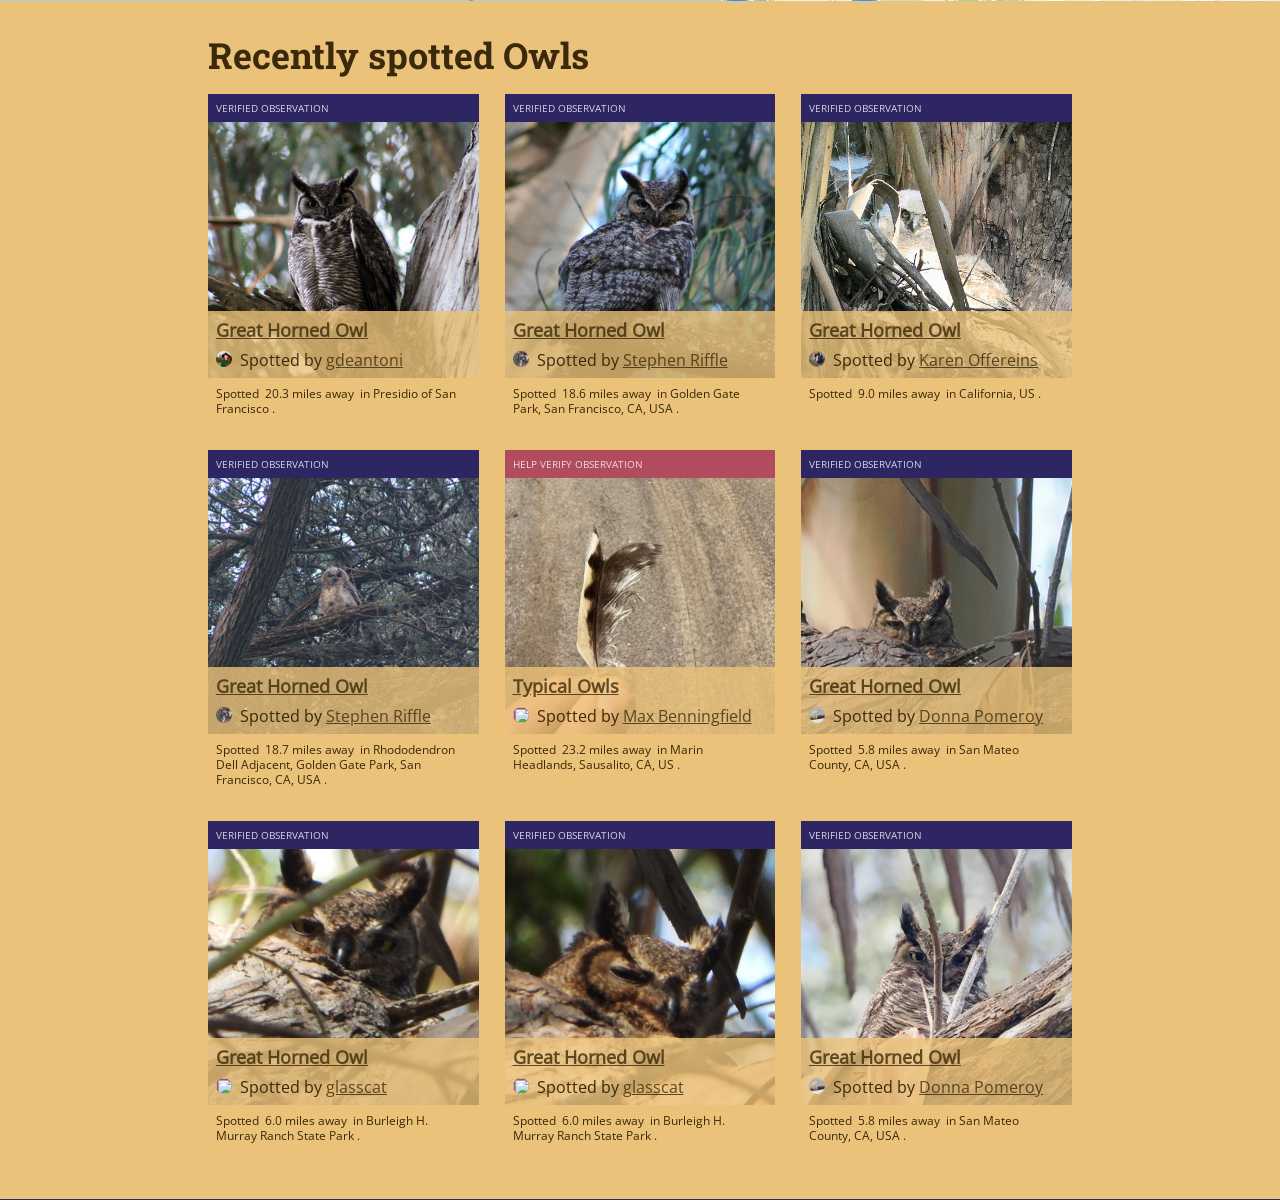 Recently spotted Owls
VERIFIED OBSERVATION
Great Horned Owl
Spotted by gdeantoni
Spotted 20.3 miles away in Presidio of San
Francisco .
VERIFIED OBSERVATION
Great Horned Owl
Spotted by Stephen Riffle
Spotted 18.6 miles away in Golden Gate
Park, San Francisco, CA, USA .
VERIFIED OBSERVATION
Great Horned Owl
Spotted by Karen Offereins
Spotted 9.0 miles away in California, US .
VERIFIED OBSERVATION
Great Horned Owl
Spotted by Stephen Riffle
Spotted 18.7 miles away in Rhododendron
Dell Adjacent, Golden Gate Park, San
Francisco, CA, USA .
HELP VERIFY OBSERVATION
Typical Owls
Spotted by Max Benningfield
Spotted 23.2 miles away in Marin
Headlands, Sausalito, CA, US .
VERIFIED OBSERVATION
Great Horned Owl
Spotted by Donna Pomeroy
Spotted 5.8 miles away in San Mateo
County, CA, USA .
VERIFIED OBSERVATION
Great Horned Owl
Spotted by glasscat
Spotted 6.0 miles away in Burleigh H.
Murray Ranch State Park .
VERIFIED OBSERVATION
Great Horned Owl
Spotted by glasscat
Spotted 6.0 miles away in Burleigh H.
Murray Ranch State Park .
VERIFIED OBSERVATION
Great Horned Owl
Spotted by Donna Pomeroy
Spotted 5.8 miles away in San Mateo
County, CA, USA .